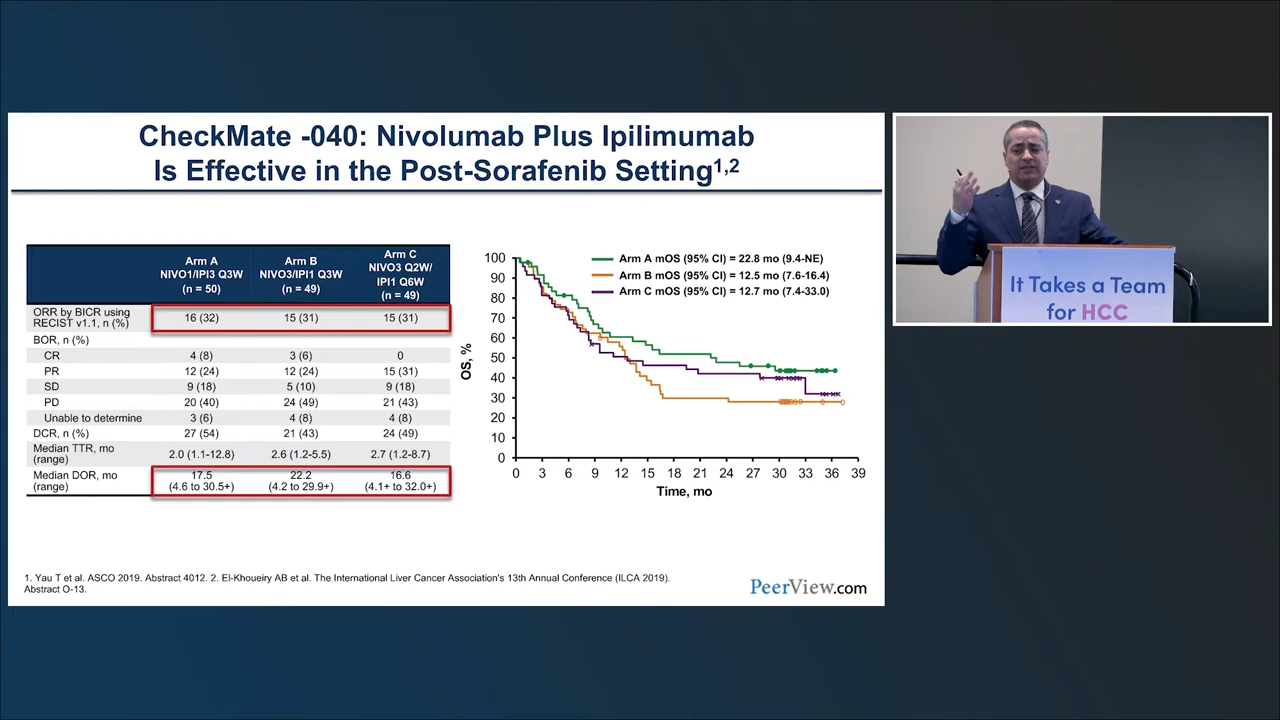 CheckMate -040: Nivolumab Plus Ipilimumab
Is Effective in the Post-Sorafenib Setting1,2
Arm A
NIVO1/IPI3 Q3W
(n = 50)
Arm B
NIVO3/IPI1 Q3W
(n = 49)
Arm C
NIVO3 Q2W/
IPI1 Q6W
(n = 49)
ORR by BICR using
RECIST v1.1, n (%)
16 (32) 15 (31) 15 (31)
BOR, n (%)
CR 4 (8) 3 (6) 0
PR 12 (24) 12 (24) 15 (31)
SD 9 (18) 5 (10) 9 (18)
PD 20 (40) 24 (49) 21 (43)
Unable to determine 3 (6) 4 (8) 4 (8)
DCR, n (%) 27 (54) 21 (43) 24 (49)
Median TTR, mo
(range)
2.0 (1.1-12.8) 2.6 (1.2-5.5) 2.7 (1.2-8.7)
Median DOR, mo
(range)
17.5
(4.6 to 30.5+)
22.2
(4.2 to 29.9+)
16.6
(4.1+ to 32.0+)
Arm A mOS (95% CI) = 22.8 mo (9.4-NE)
Arm B mOS (95% CI) = 12.5 mo (7.6-16.4)
Arm C mOS (95% CI) = 12.7 mo (7.4-33.0)
OS, %
100
90
80
70
60
50
40
30
20
10
0
0 3 6 9 12 15 18 21 24 27 30 33 36 39
Time, mo
1. Yau T et al. ASCO 2019. Abstract 4012. 2. El-Khoueiry AB et al. The International Liver Cancer Association's 13th Annual Conference (ILCA 2019).
Abstract O-13.
PeerView.com
It Takes a Team
for HCC